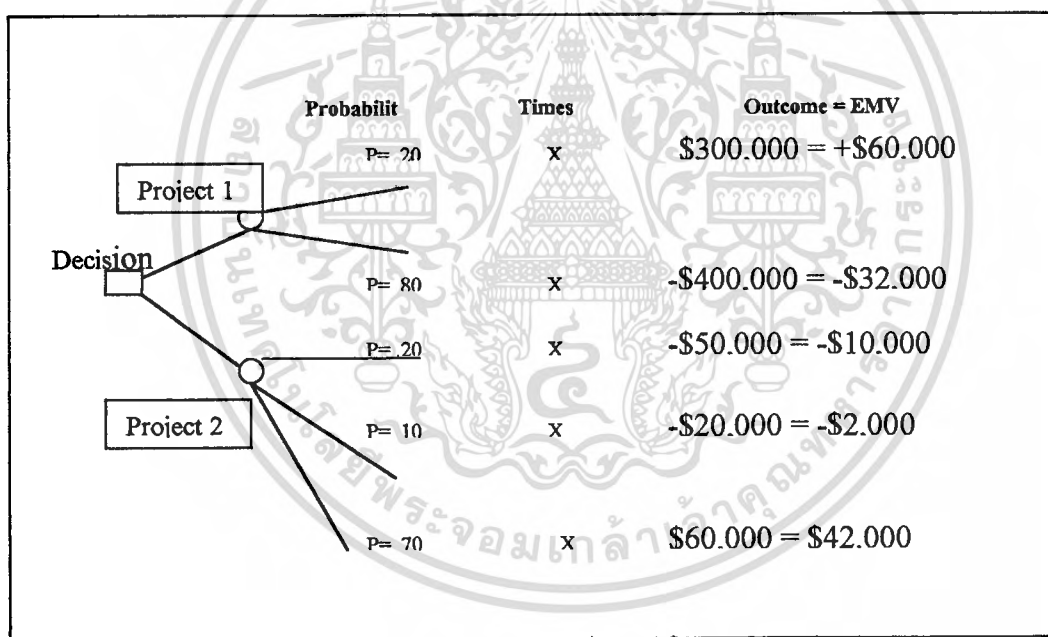 Probabilit Times Outcome = EMV
P= 20 x $300.000 = +$60.000
Project 1
Decision
P= 80 x -$400.000 = -$32.000
P= .20 x -$50.000 = -$10.000
Project 2 P= 10 x -$20.000 = -$2.000
P= 70 x $60.000 = $42.000